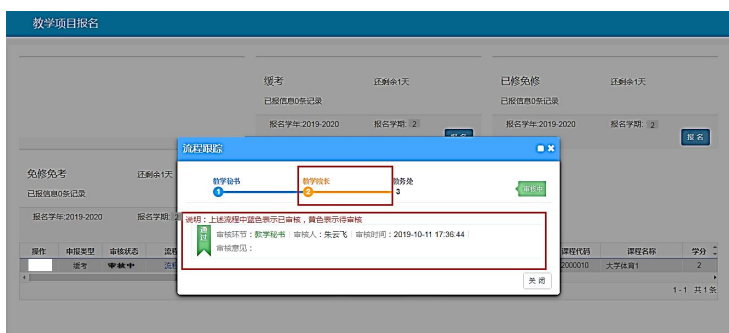 教学项目报名
缓考 还剩余1天
已报信息0条记录
报名学年:2019-2020 报名学期: 2
已修免修 还剩余1天
已报信息0条记录
报名学年:2019-2020 报名学期: 2
报 名
流程跟踪
教学秘书 教学院长 教务处
1 2 3
审核中
说明：上述流程中蓝色表示已审核，黄色表示待审核
通过
审核环节：教学秘书 审核人：朱云飞 审核时间：2019-10-11 17:36:44
审核意见：
关 闭
免修免考 还剩余1天
已报信息0条记录
报名学年:2019-2020 报名学期: 2
操作 申报类型 审核状态 流程 课程代码 课程名称 学分
缓考 审核中 流程 2000010 大学体育1 2
1-1 共1条